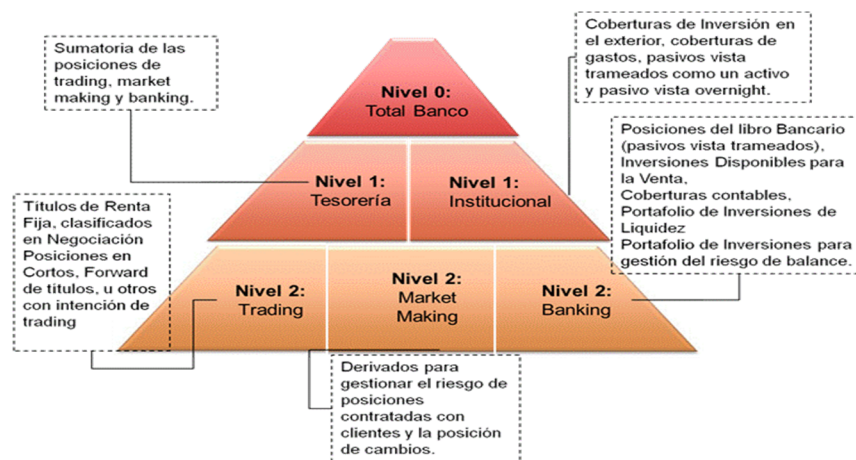 Sumatoria de las
posiciones de
trading, market
making y banking.
Coberturas de Inversión en
el exterior, coberturas de
gastos, pasivos vista
trameados como un activo
y pasivo vista overnight.
Nivel 0:
Total Banco
Nivel 1:
Tesorería
Nivel 1:
Institucional
Posiciones del libro Bancario
(pasivos vista trameados),
Inversiones Disponibles para
la Venta,
Coberturas contables,
Portafolio de Inversiones de
Liquidez
Portafolio de Inversiones para
gestión del riesgo de balance.
Títulos de Renta
Fija, clasificados
en Negociación
Posiciones en
Cortos, Forward
de títulos, u otros
con intención de
trading
Nivel 2:
Trading
Nivel 2:
Market
Making
Nivel 2:
Banking
Derivados para
gestionar el riesgo de
posiciones
contratadas con
clientes y la posición
de cambios.